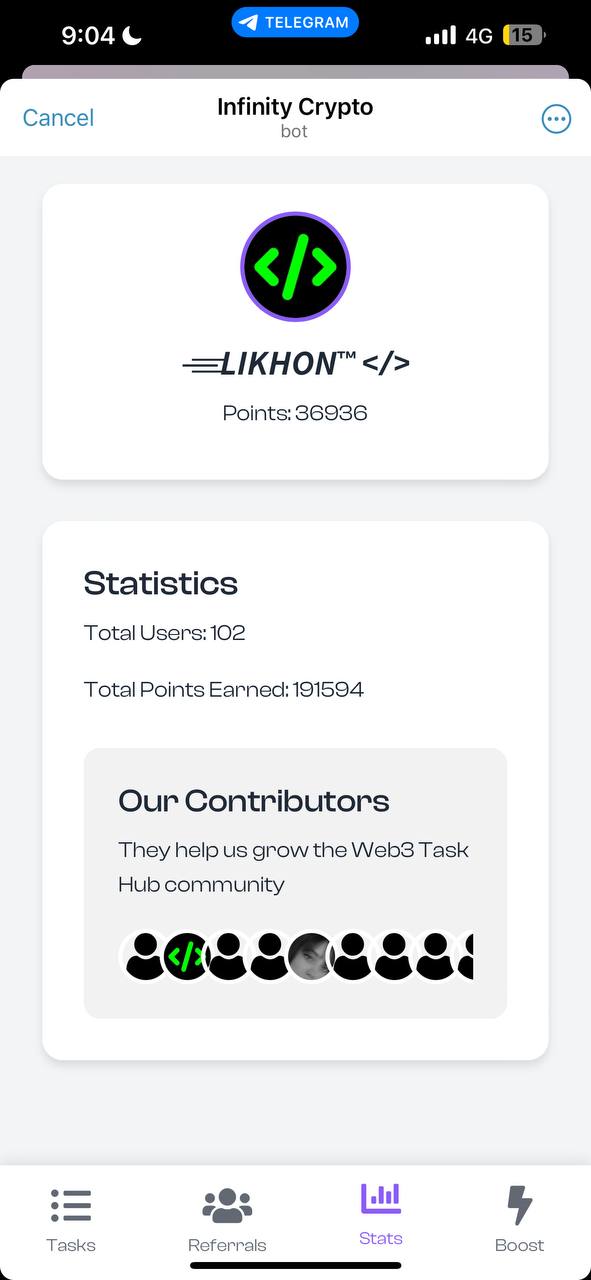 9:04
TELEGRAM
4G
15
Cancel
Infinity Crypto
bot
</>
LIKHON™ </>
Points: 36936
Statistics
Total Users: 102
Total Points Earned: 191594
Our Contributors
They help us grow the Web3 Task
Hub community
</>
Tasks
Referrals
Stats
Boost